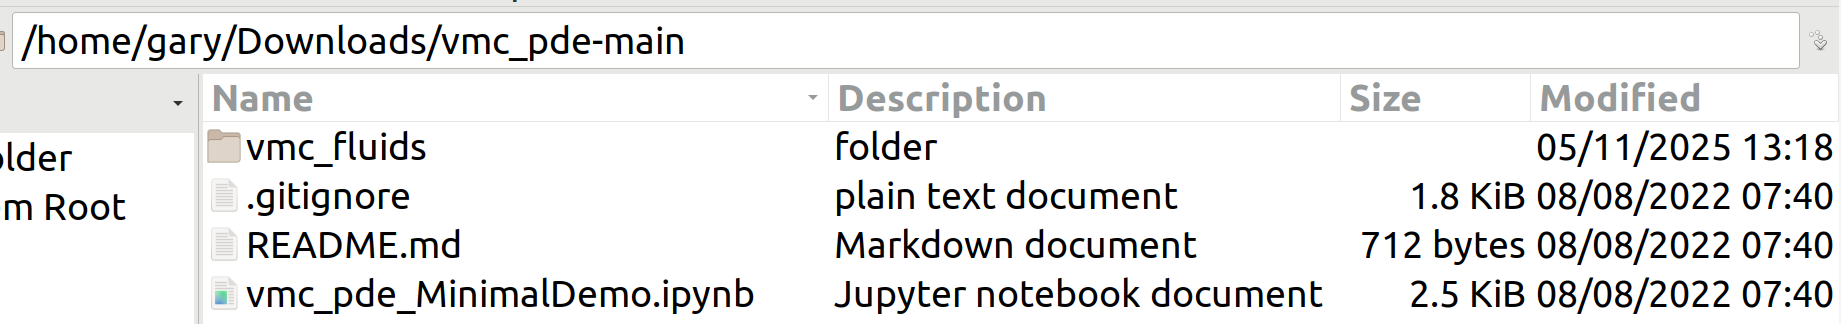 /home/gary/Downloads/vmc_pde-main
Name Description Size Modified
vmc_fluids folder 05/11/2025 13:18
older
.gitignore plain text document 1.8 KiB 08/08/2022 07:40
m Root
README.md Markdown document 712 bytes 08/08/2022 07:40
vmc_pde_MinimalDemo.ipynb Jupyter notebook document 2.5 KiB 08/08/2022 07:40